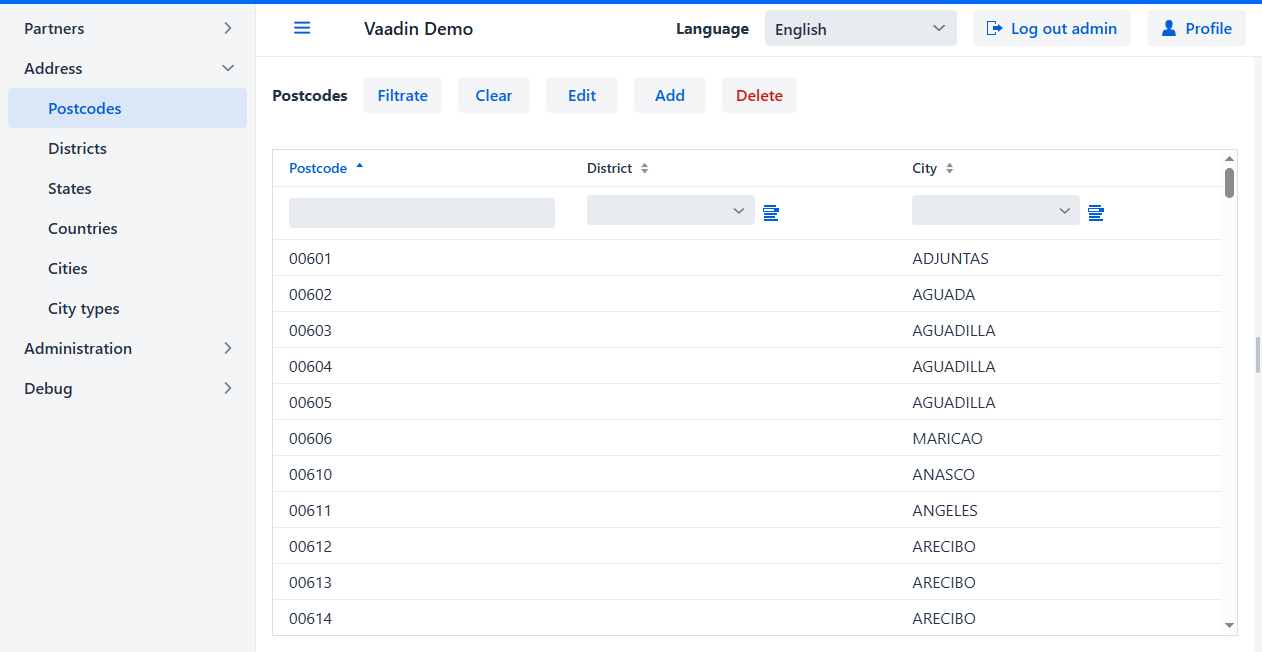 Partners
Address
Postcodes
Districts
States
Countries
Cities
City types
Administration
Debug
Vaadin Demo Language English Log out admin Profile
Postcodes Filtrate Clear Edit Add Delete
Postcode District City
00601 ADJUNTAS
00602 AGUADA
00603 AGUADILLA
00604 AGUADILLA
00605 AGUADILLA
00606 MARICAO
00610 ANASCO
00611 ANGELES
00612 ARECIBO
00613 ARECIBO
00614 ARECIBO